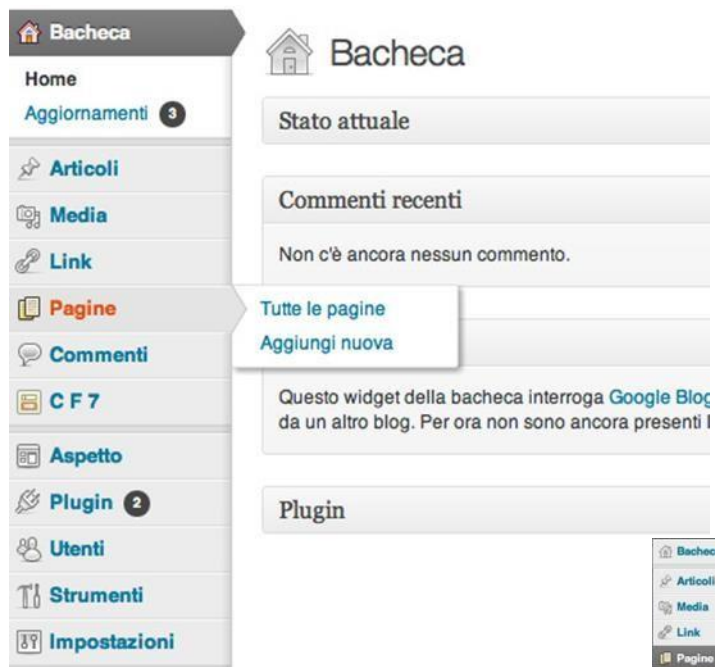 Bacheca
Home
Aggiornamenti 3
Articoli
Media
Link
Pagine
Commenti
C F 7
Aspetto
Plugin 2
Utenti
Strumenti
Impostazioni
Bacheca
Stato attuale
Commenti recenti
Non c'è ancora nessun commento.
Tutte le pagine
Aggiungi nuova
Questo widget della bacheca interroga Google Blog
da un altro blog. Per ora non sono ancora presenti
Plugin
Bachec
Articoli
Media
Link
Pagine